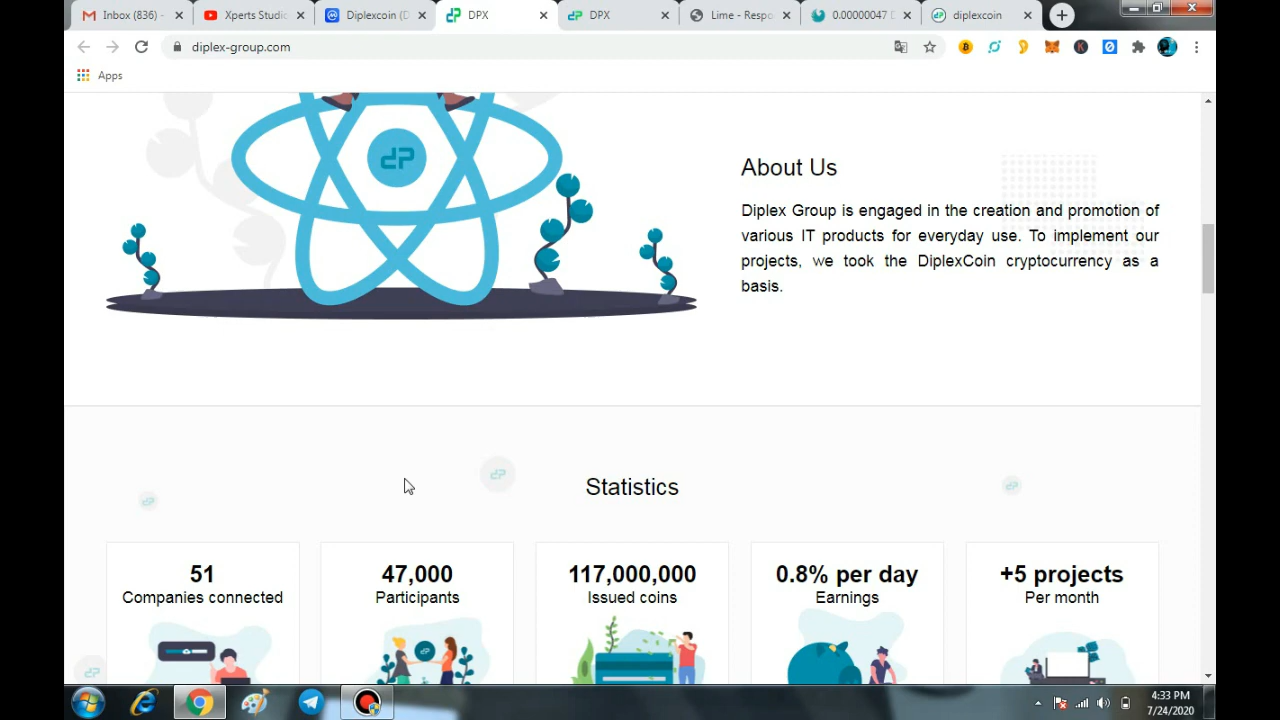 Inbox (836) -
Xperts Studio
Diplexcoin (D
DPX
DPX
Lime - Respo
0.00000047 D
diplexcoin
diplex-group.com
Apps
dP
About Us
Diplex Group is engaged in the creation and promotion of
various IT products for everyday use. To implement our
projects, we took the DiplexCoin cryptocurrency as a
basis.
Statistics
51
Companies connected
47,000
Participants
117,000,000
Issued coins
0.8% per day
Earnings
+5 projects
Per month
4:33 PM
7/24/2020